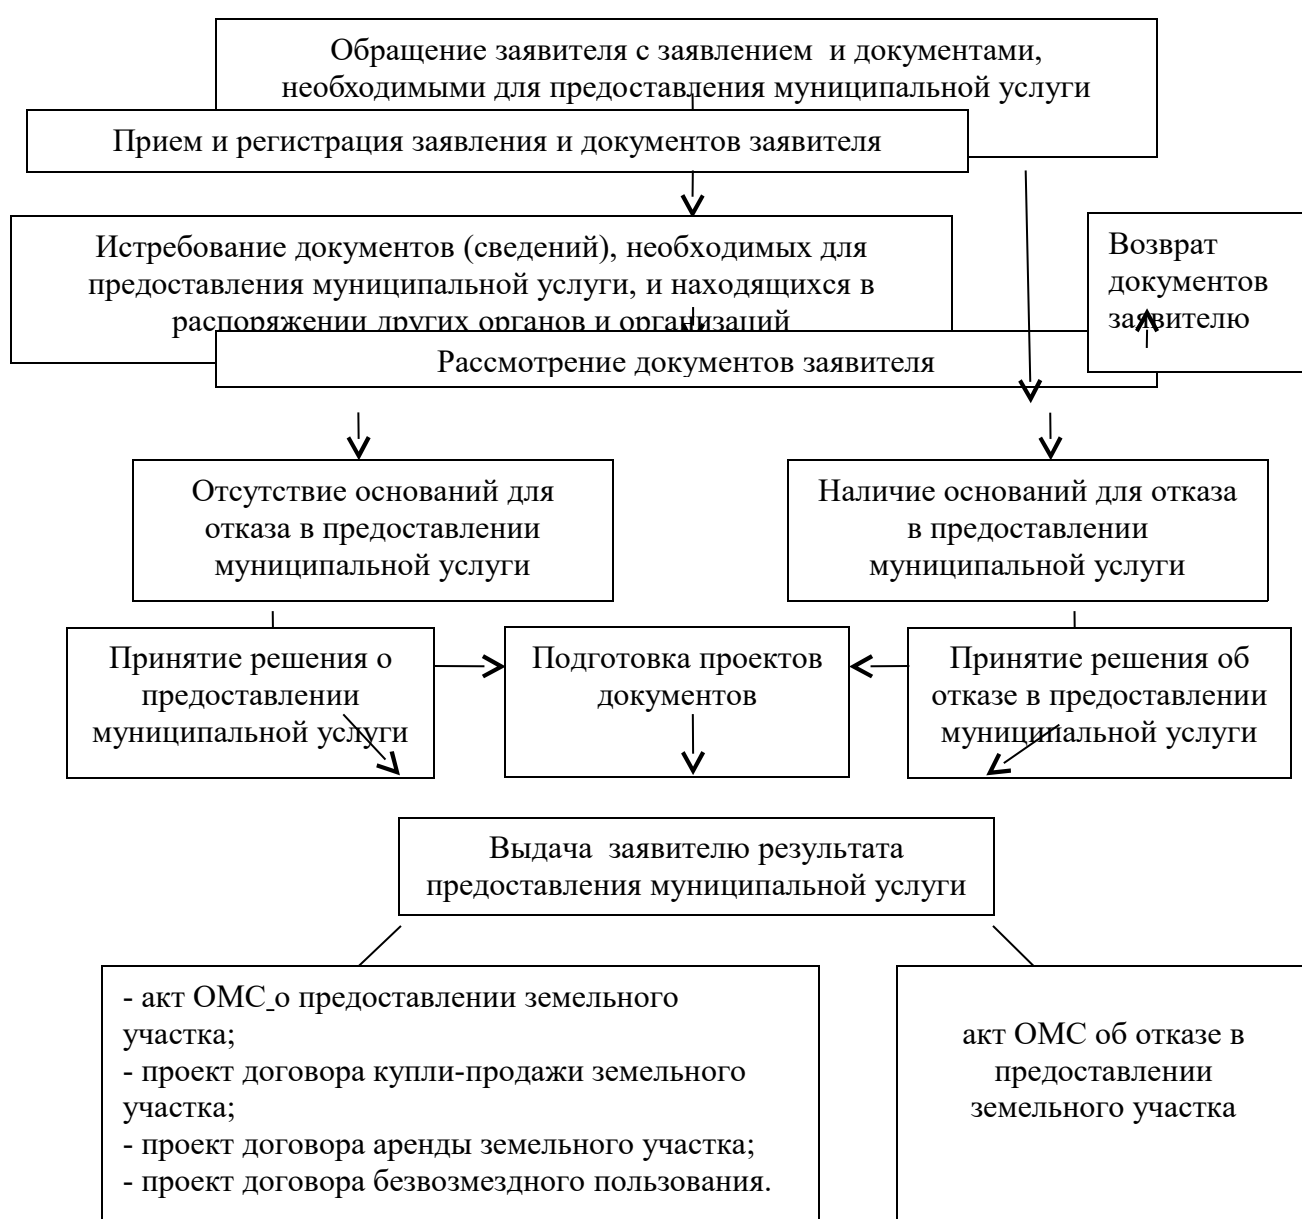 Обращение заявителя с заявлением  и документами,
необходимыми для предоставления муниципальной услуги
Прием и регистрация заявления и документов заявителя
Истребование документов (сведений), необходимых для
предоставления муниципальной услуги, и находящихся в
распоряжении других органов и организаций
Возврат
документов
заявителю
Рассмотрение документов заявителя
Отсутствие оснований для
отказа в предоставлении
муниципальной услуги
Наличие оснований для отказа
в предоставлении
муниципальной услуги
Принятие решения о
предоставлении
муниципальной услуги
Подготовка проектов
документов
Принятие решения об
отказе в предоставлении
муниципальной услуги
Выдача  заявителю результата
предоставления муниципальной услуги
- акт ОМС о предоставлении земельного
участка;
- проект договора купли-продажи земельного
участка;
- проект договора аренды земельного участка;
- проект договора безвозмездного пользования.
акт ОМС об отказе в
предоставлении
земельного участка